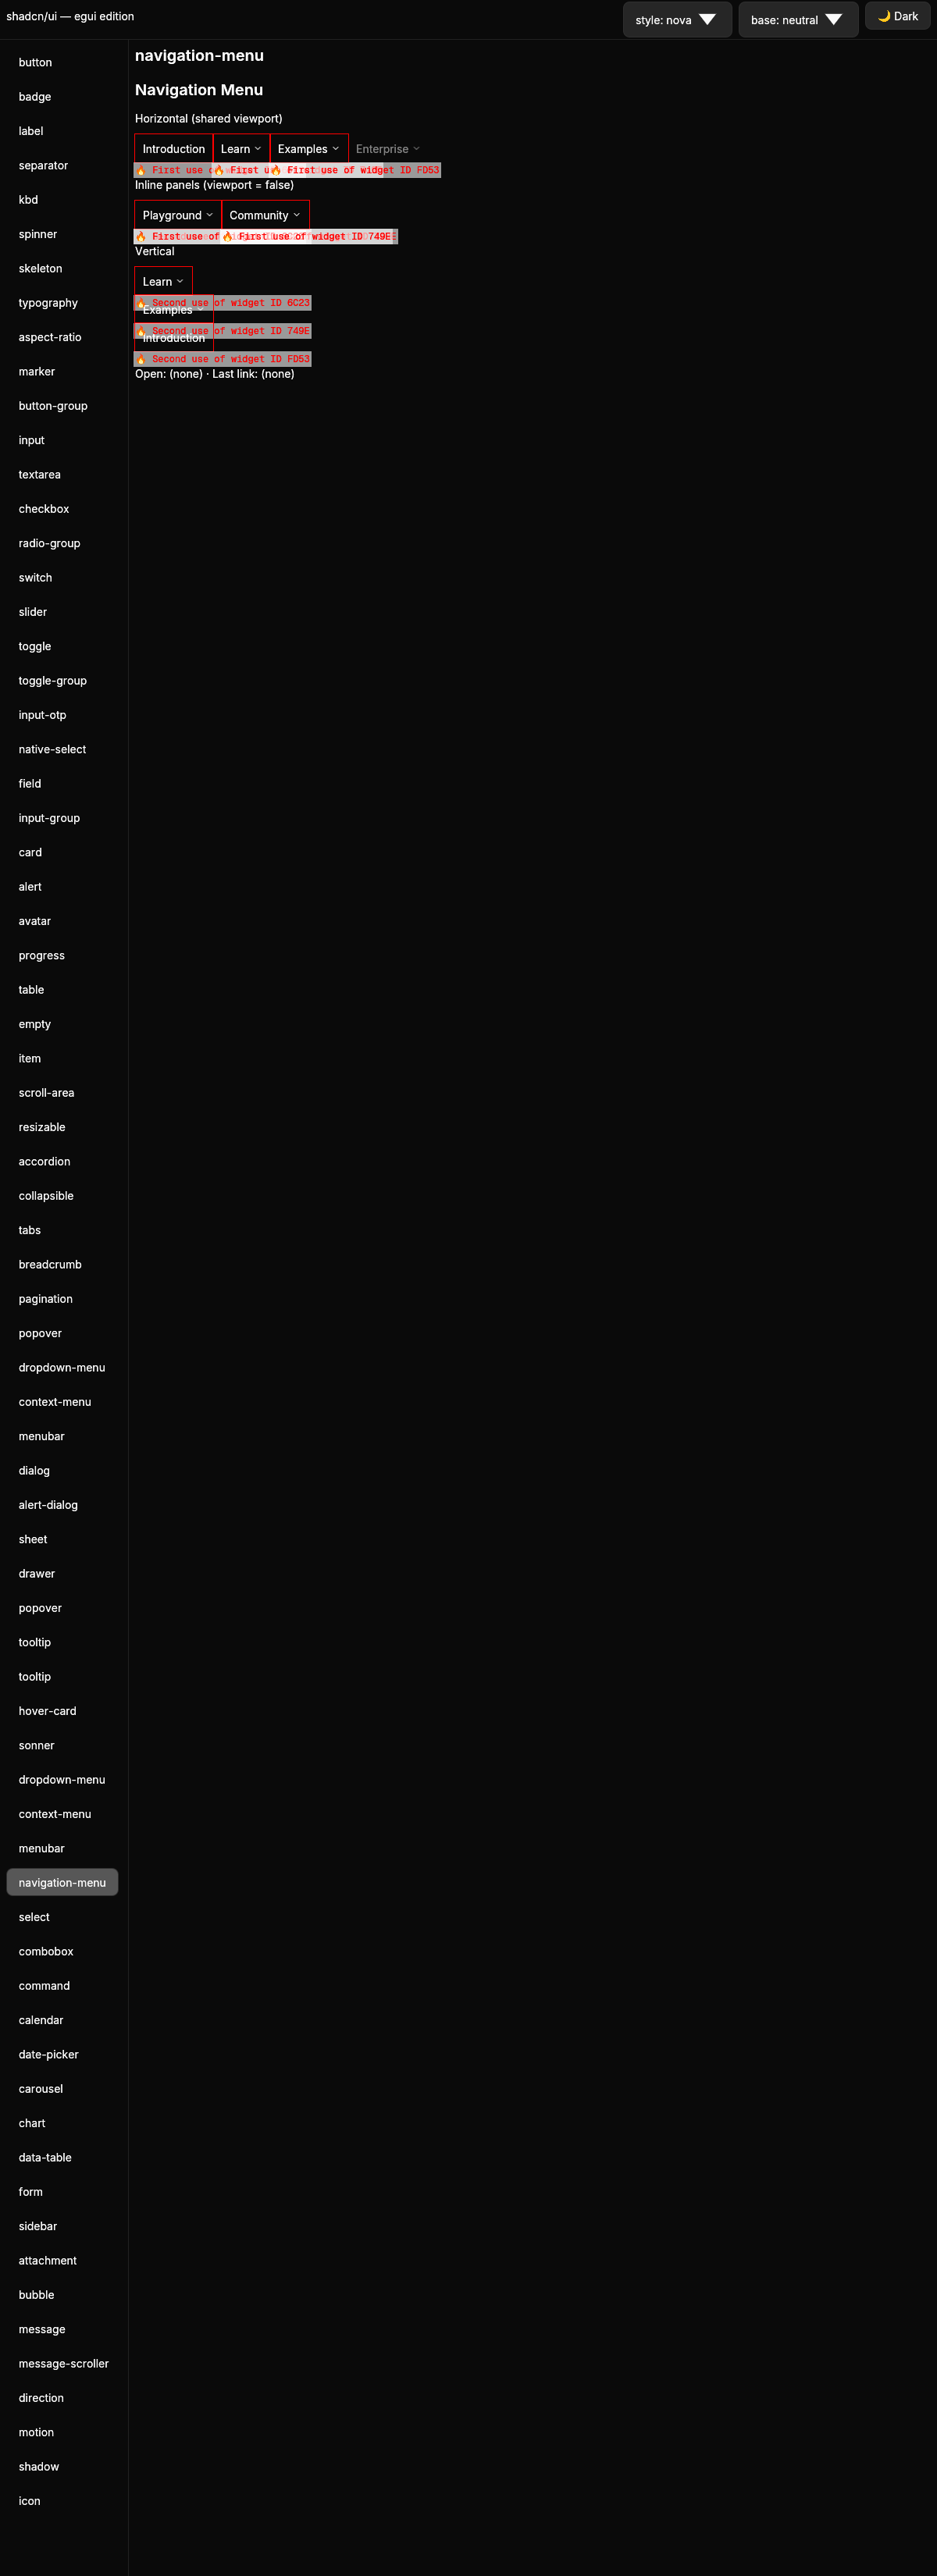 shadcn/ui — egui edition
style: nova
base: neutral
🌙 Dark
button
badge
label
separator
kbd
spinner
skeleton
typography
aspect-ratio
marker
button-group
input
textarea
checkbox
radio-group
switch
slider
toggle
toggle-group
input-otp
native-select
field
input-group
card
alert
avatar
progress
table
empty
item
scroll-area
resizable
accordion
collapsible
tabs
breadcrumb
pagination
popover
dropdown-menu
context-menu
menubar
dialog
alert-dialog
sheet
drawer
popover
tooltip
tooltip
hover-card
sonner
dropdown-menu
context-menu
menubar
navigation-menu
select
combobox
command
calendar
date-picker
carousel
chart
data-table
form
sidebar
attachment
bubble
message
message-scroller
direction
motion
shadow
icon
navigation-menu
Navigation Menu
Horizontal (shared viewport)
Introduction Learn Examples Enterprise
🔥 First use 🔥 First u 🔥 First use of widget ID FD53
Inline panels (viewport = false)
Playground Community
🔥 First use of 🔥 First use of widget ID 749E
Vertical
Learn
🔥 Second use of widget ID 6C23
Examples
🔥 Second use of widget ID 749E
Introduction
🔥 Second use of widget ID FD53
Open: (none) · Last link: (none)